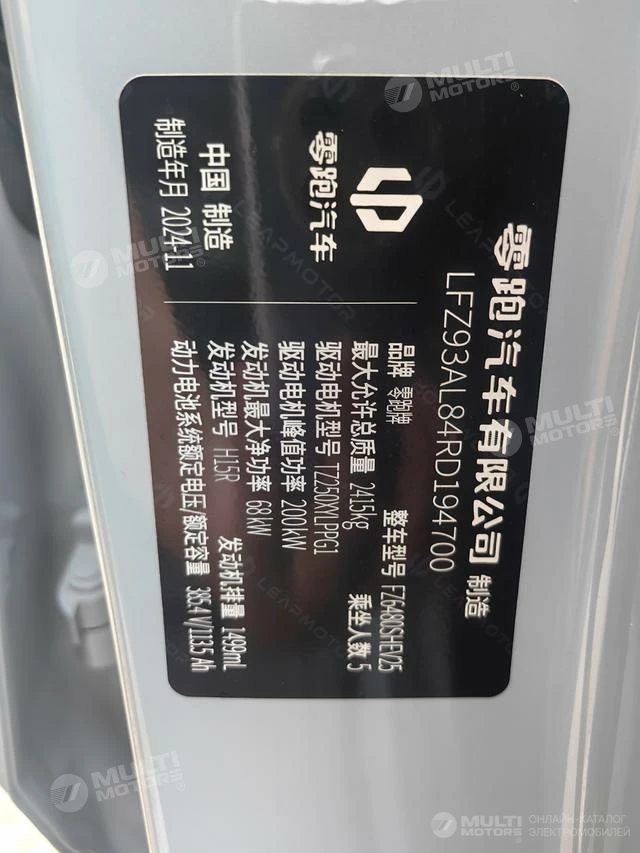 零跑汽车有限公司 制造
LFZ93AL84RD194700
零跑汽车
中国 制造
制造年月 2024-11
品牌 零跑牌 整车型号 FZ6480SHEV25
最大允许总质量 2415kg 乘坐人数 5
驱动电机型号 TZ250XYLPPG1
驱动电机峰值功率 200kW
发动机最大净功率 68kW
发动机型号 H15R 发动机排量 1499mL
动力电池系统额定电压/额定容量 385.4V/113.5Ah
LEAPMOTOR
MULTI MOTORS
MULTI MOTORS
MULTI MOTORS
MULTI MOTORS
MULTI MOTORS
ОНЛАЙН-КАТАЛОГ
ЭЛЕКТРОМОБИЛЕЙ